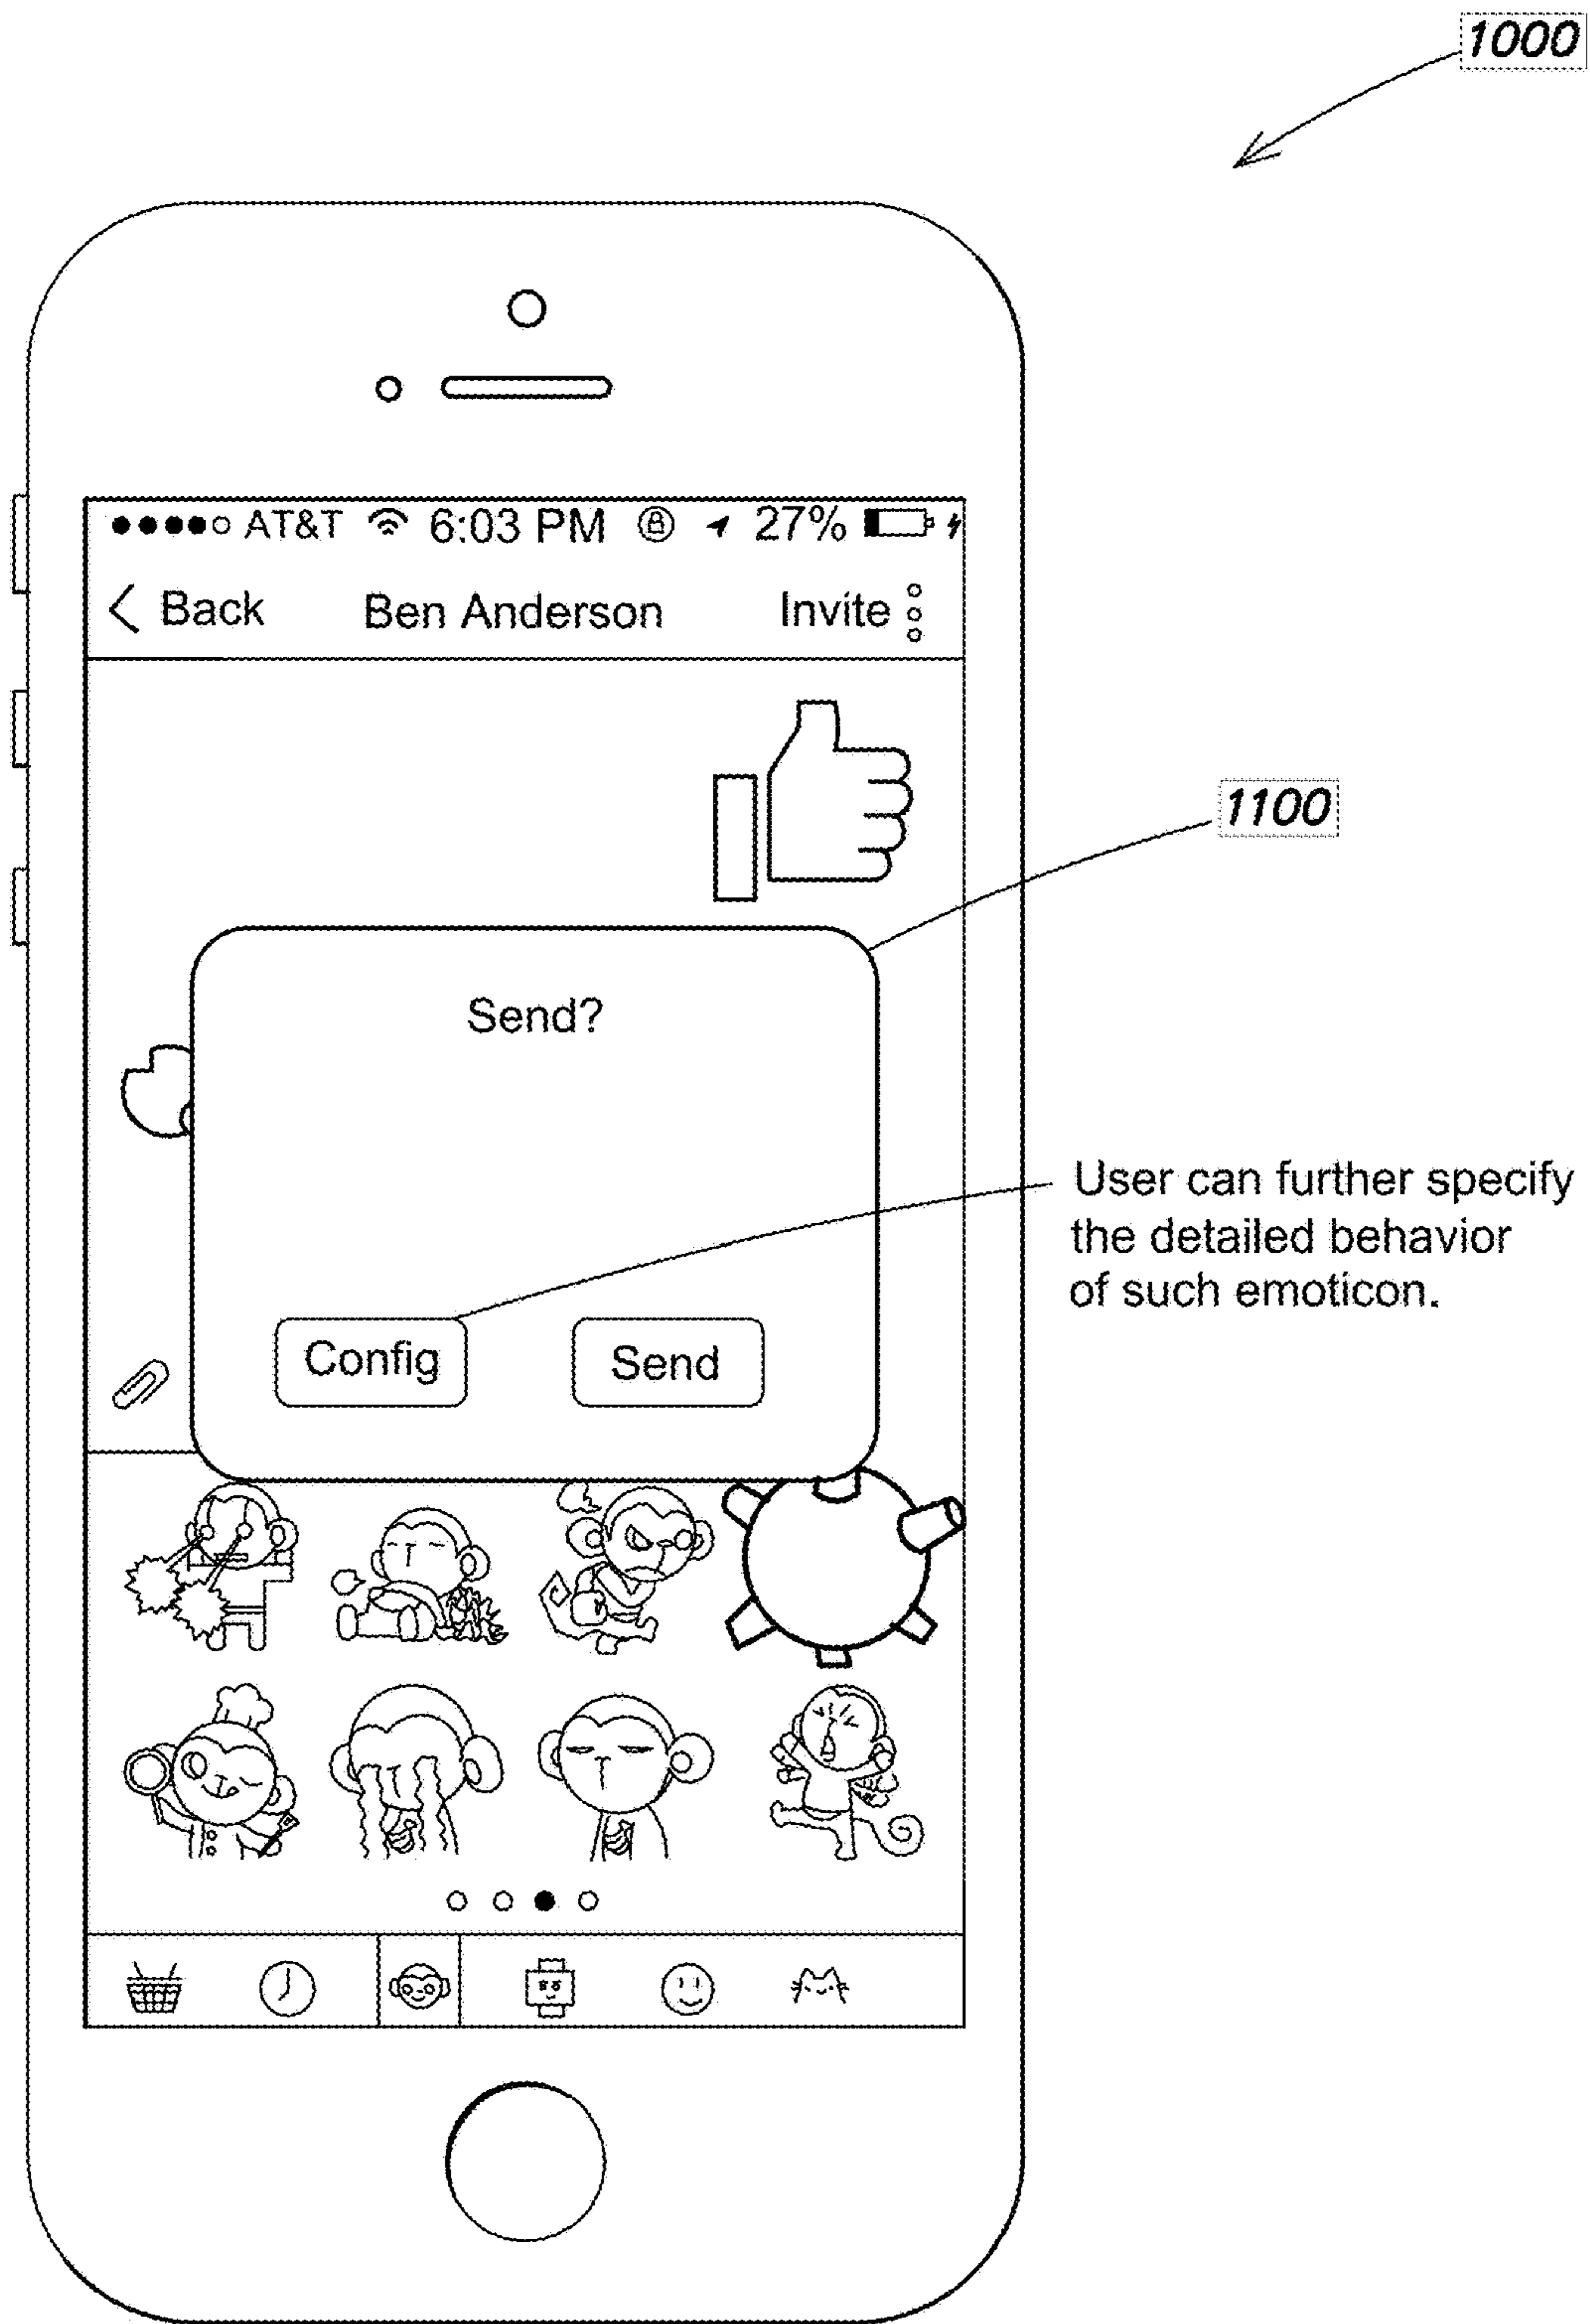 1000
AT&T 6:03 PM 27%
Back Ben Anderson Invite
1100
Send?
User can further specify
the detailed behavior
of such emoticon.
Config Send